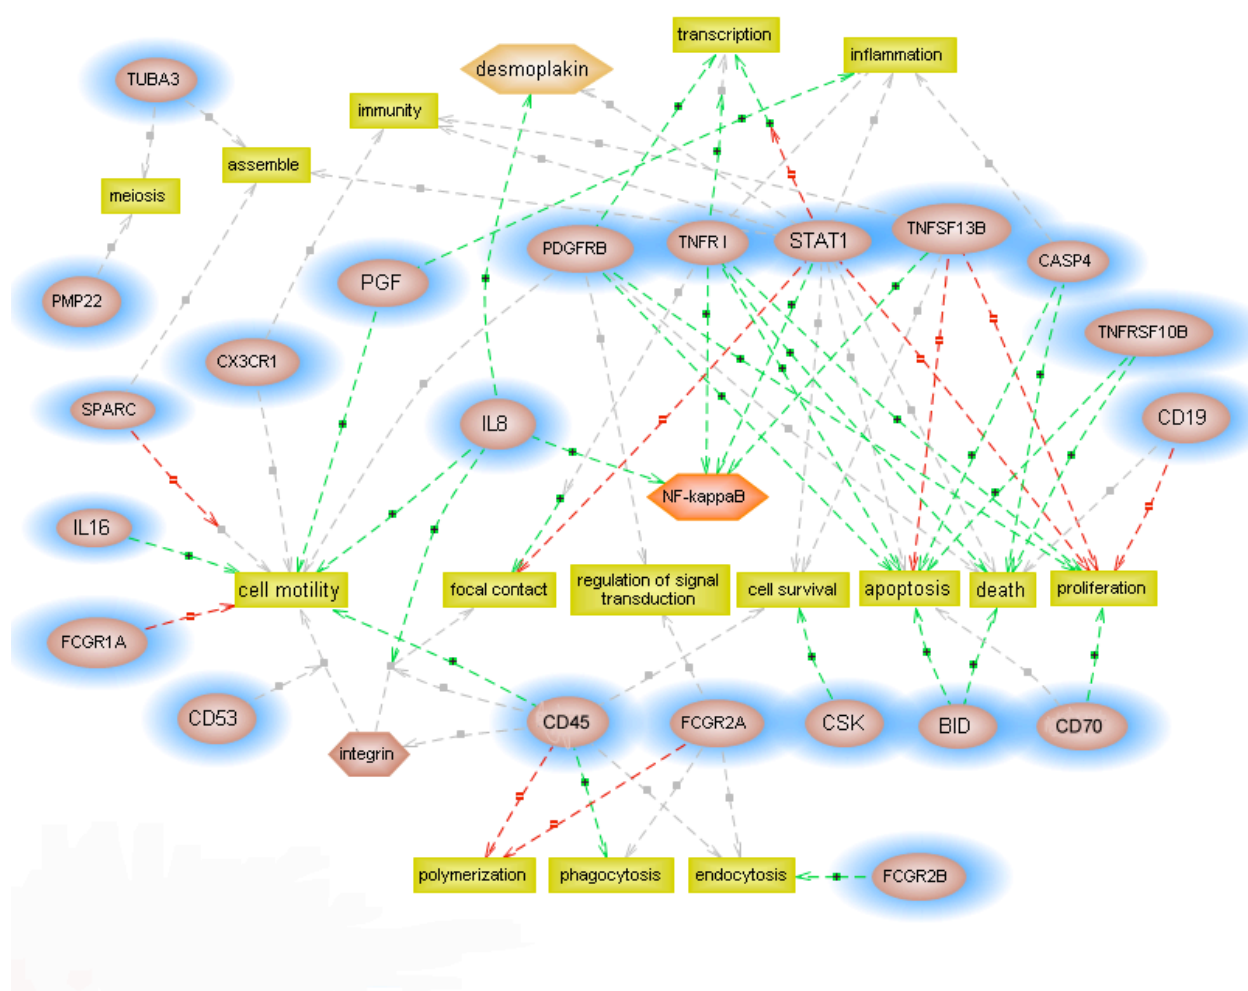 transcription
inflammation
desmoplakin
TUBA3
immunity
assemble
meiosis
TNFSF13B
PDGFRB
TNFR I
STAT1
CASP4
PGF
PMP22
TNFRSF10B
CX3CR1
SPARC
IL8
CD19
NF-kappaB
IL16
cell motility
focal contact
regulation of signal
transduction
cell survival
apoptosis
death
proliferation
FCGR1A
CD53
CD45
FCGR2A
CSK
BID
CD70
integrin
polymerization
phagocytosis
endocytosis
FCGR2B